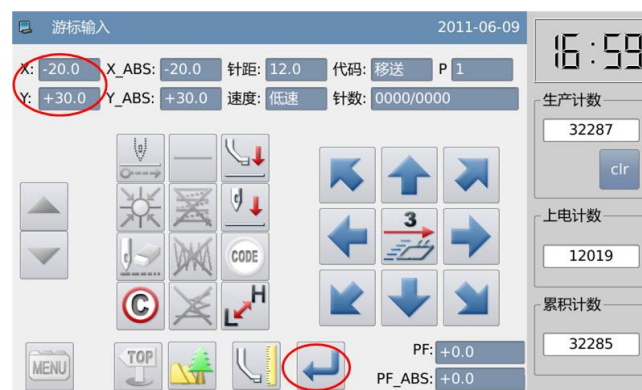 游标输入 2011-06-09
X: -20.0 X_ABS: -20.0 针距: 12.0 代码: 移送 P 1
Y: +30.0 Y_ABS: +30.0 速度: 低速 针数: 0000/0000
16:59
生产计数
32287
clr
上电计数
12019
累积计数
32285
3
CODE
C
L H
MENU
TOP
PF: +0.0
PF_ABS: +0.0